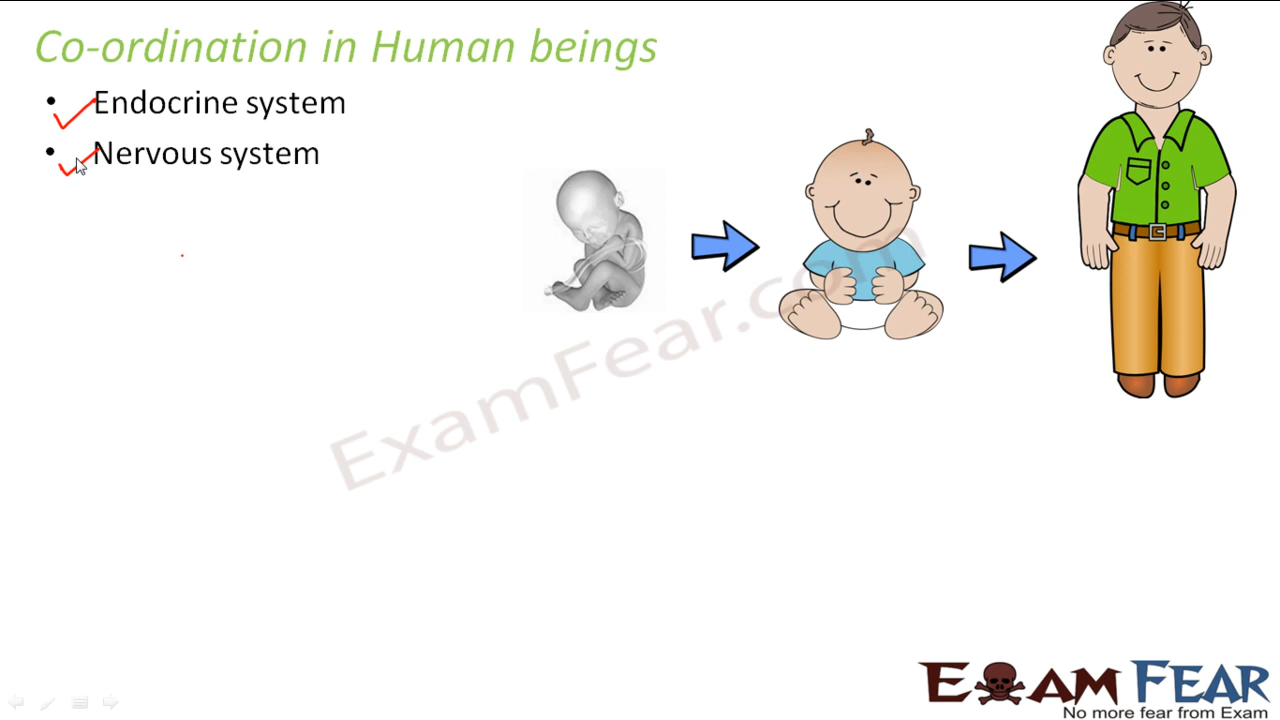 Co-ordination in Human beings
• Endocrine system
• Nervous system
ExamFear.com
EXAM FEAR
No more fear from Exam